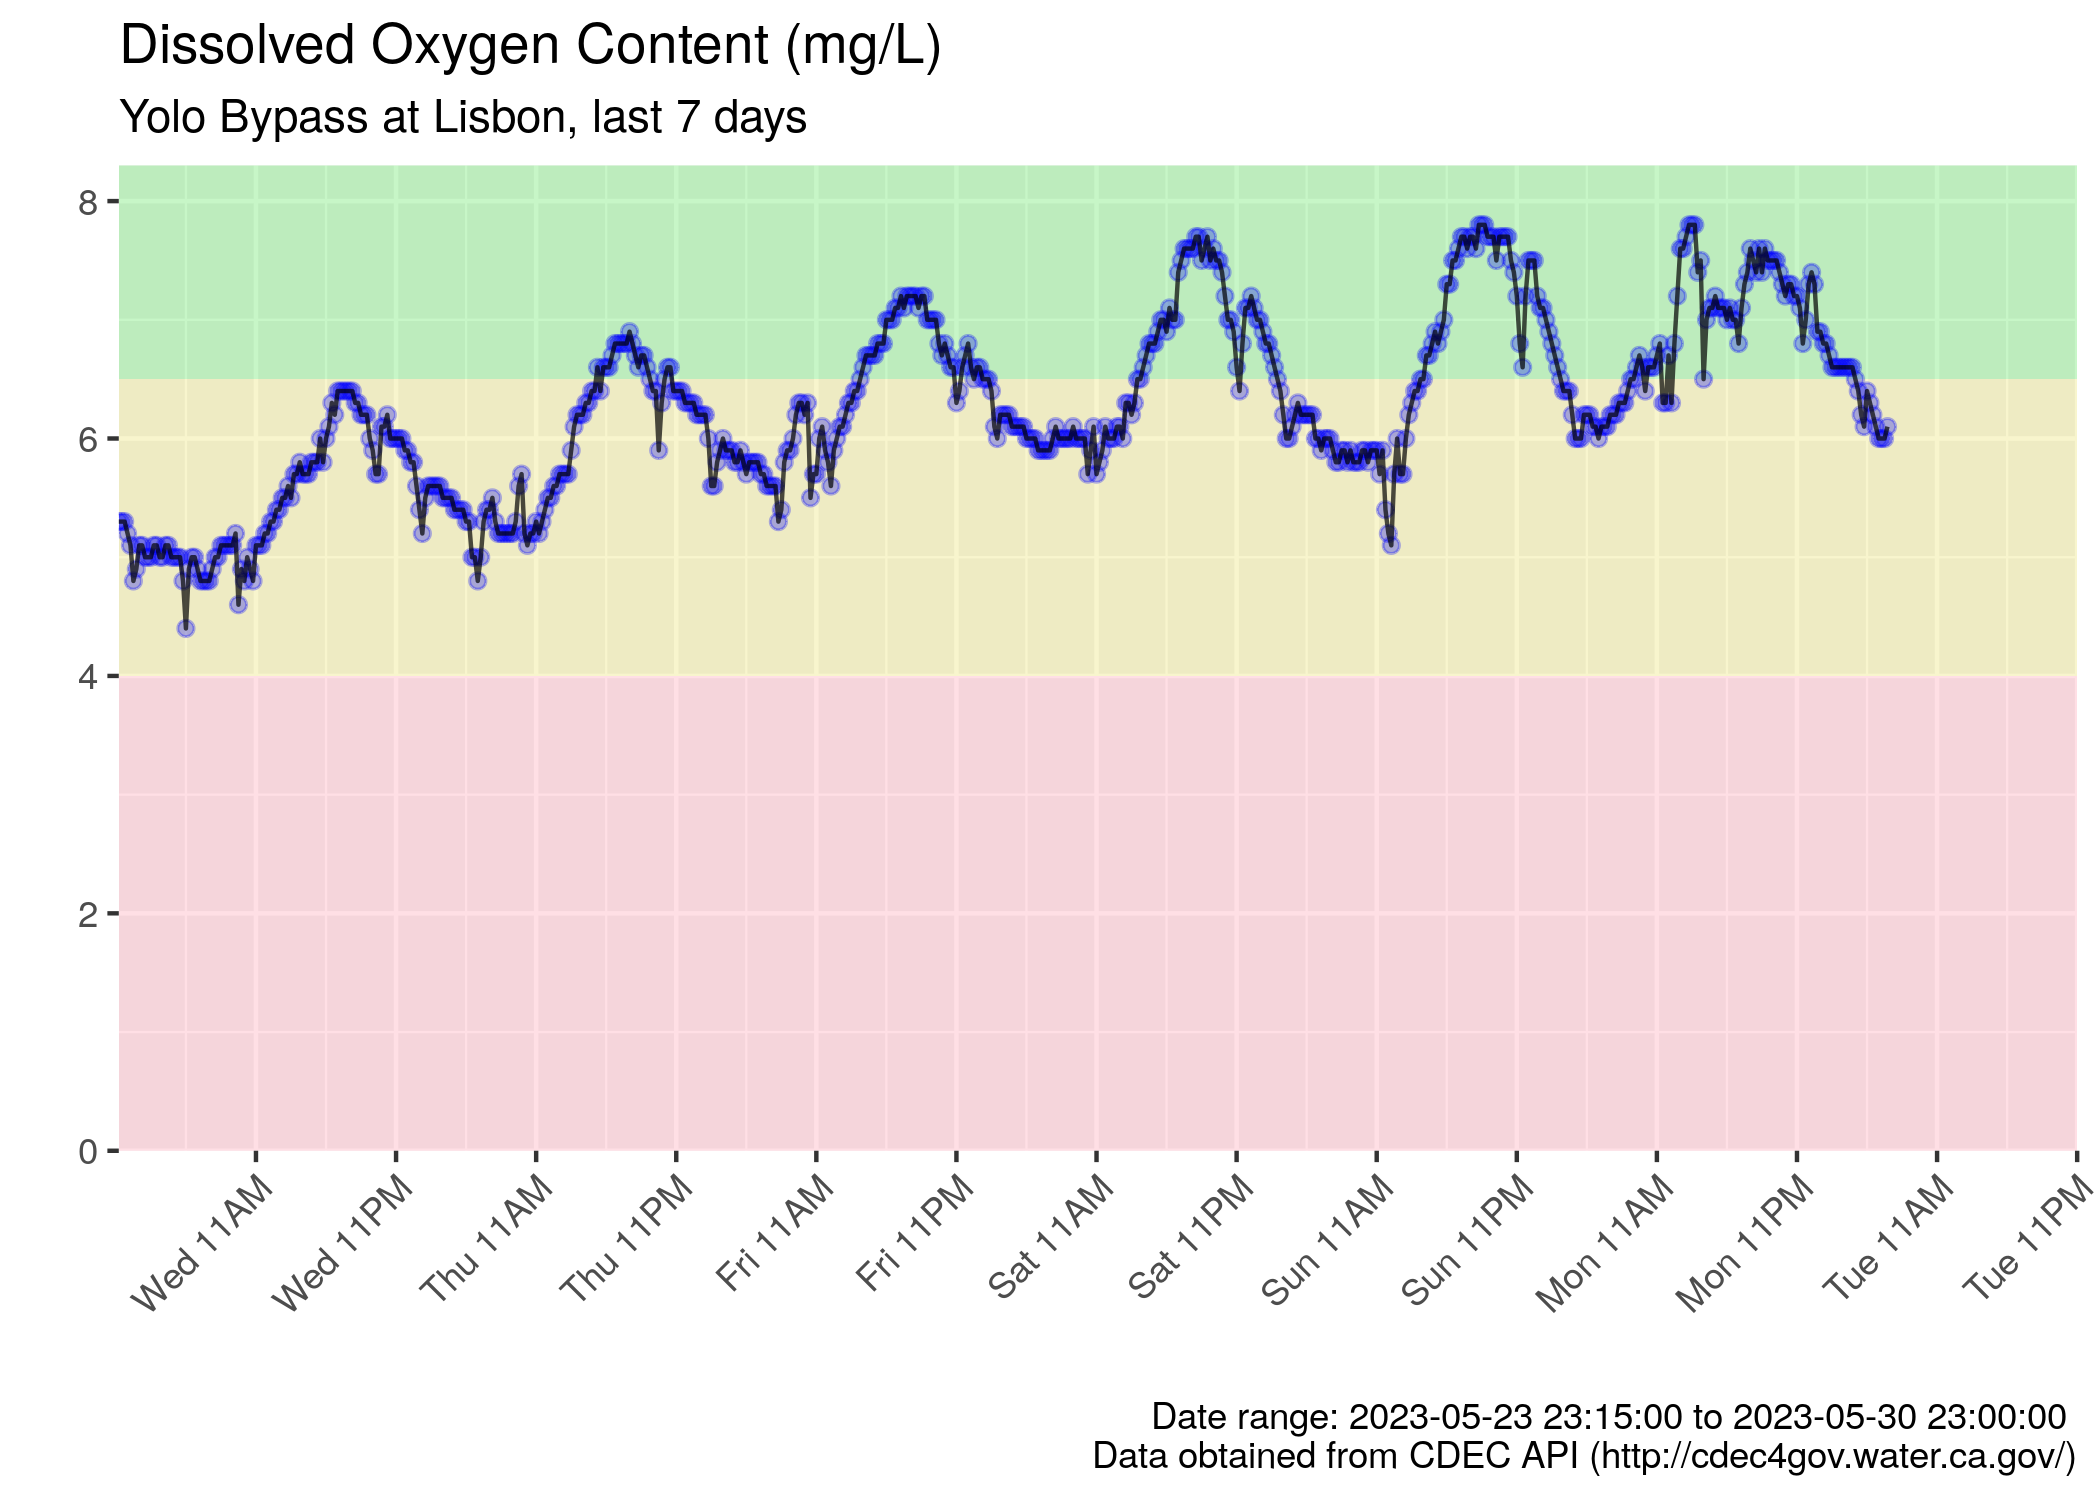 Dissolved Oxygen Content (mg/L)
Yolo Bypass at Lisbon, last 7 days
8
6
4
2
0
Wed 11AM
Wed 11PM
Thu 11AM
Thu 11PM
Fri 11AM
Fri 11PM
Sat 11AM
Sat 11PM
Sun 11AM
Sun 11PM
Mon 11AM
Mon 11PM
Tue 11AM
Tue 11PM
Date range: 2023-05-23 23:15:00 to 2023-05-30 23:00:00
Data obtained from CDEC API (http://cdec4gov.water.ca.gov/)